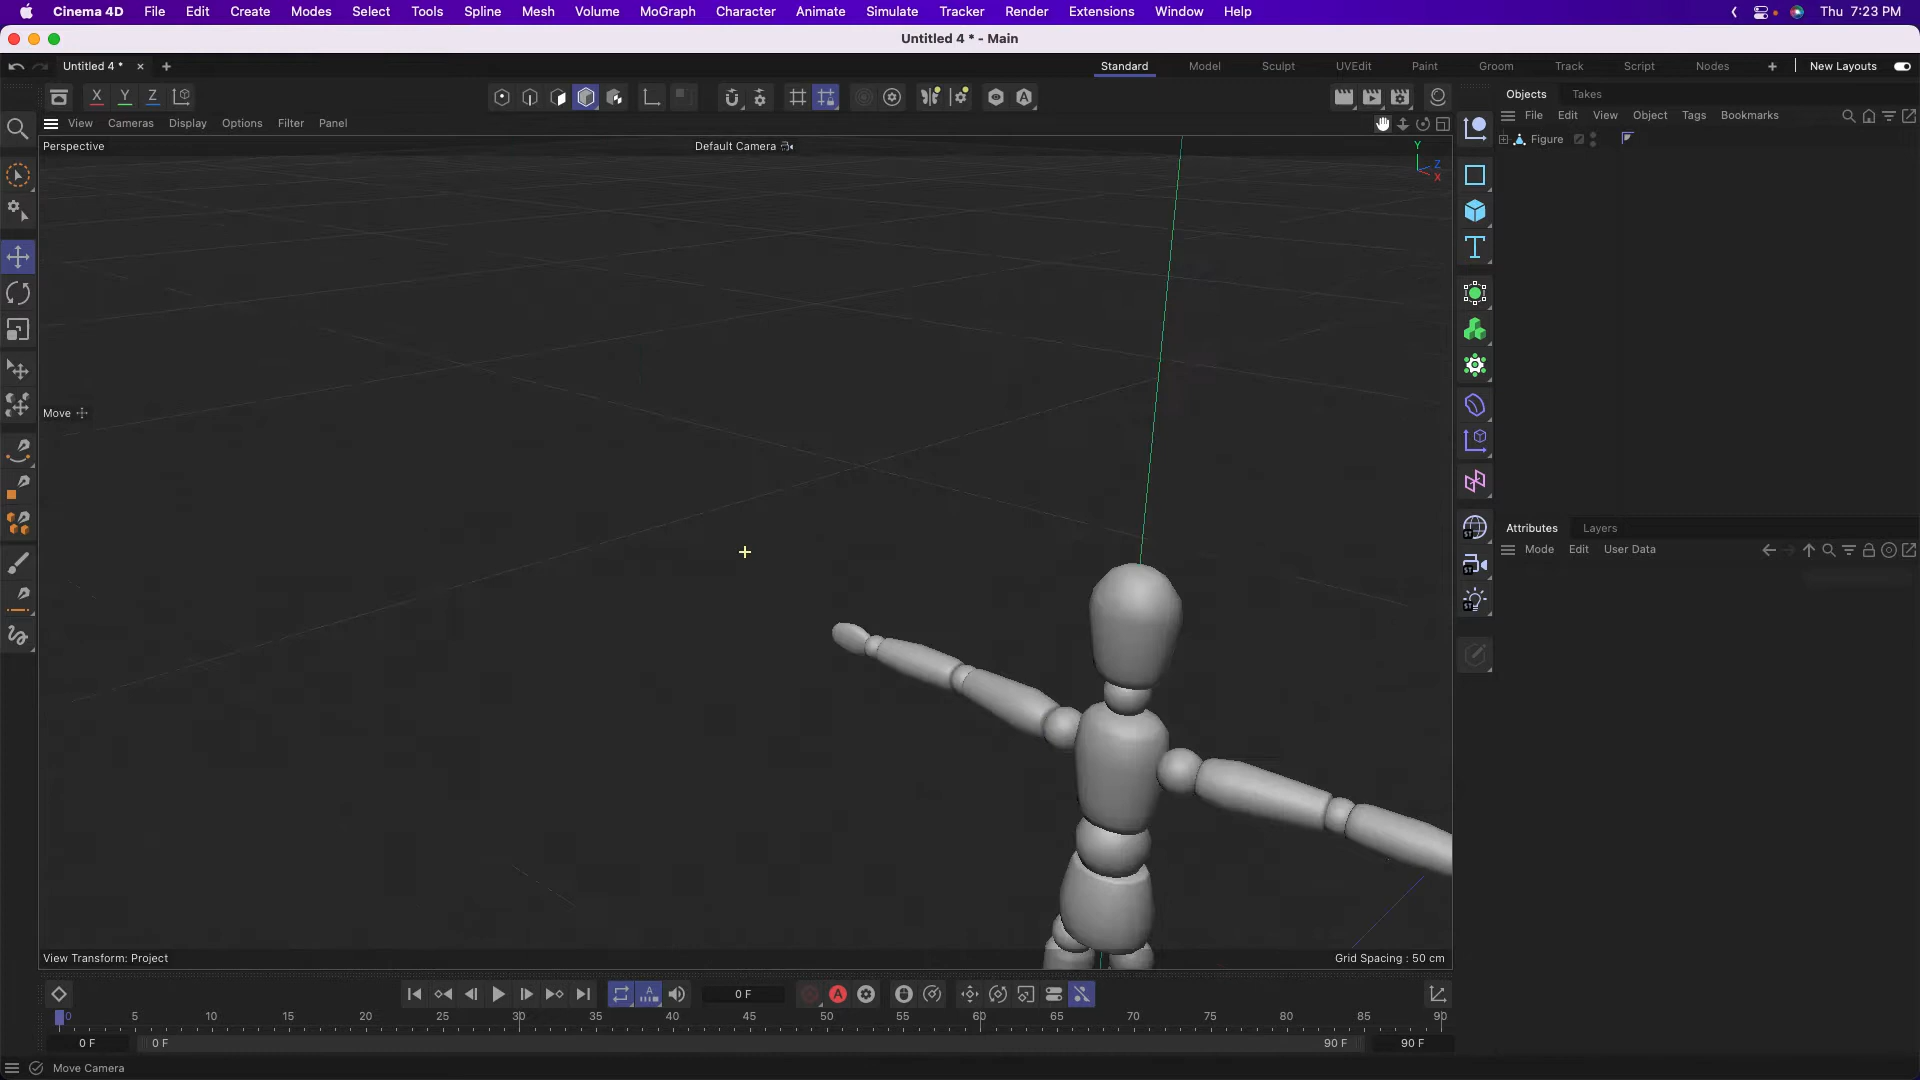 Cinema 4D File Edit Create Modes Select Tools Spline Mesh Volume MoGraph Character Animate Simulate Tracker Render Extensions Window Help Thu 7:23 PM
Untitled 4 * - Main
Untitled 4 * Standard Model Sculpt UVEdit Paint Groom Track Script Nodes New Layouts
X Y Z
Objects Takes
File Edit View Object Tags Bookmarks
View Cameras Display Options Filter Panel
Figure
Perspective Default Camera
Y
Z
X
Move
Attributes Layers
Mode Edit User Data
View Transform: Project Grid Spacing : 50 cm
0 F
0 5 10 15 20 25 30 35 40 45 50 55 60 65 70 75 80 85 90
0 F 0 F 90 F 90 F
Move Camera